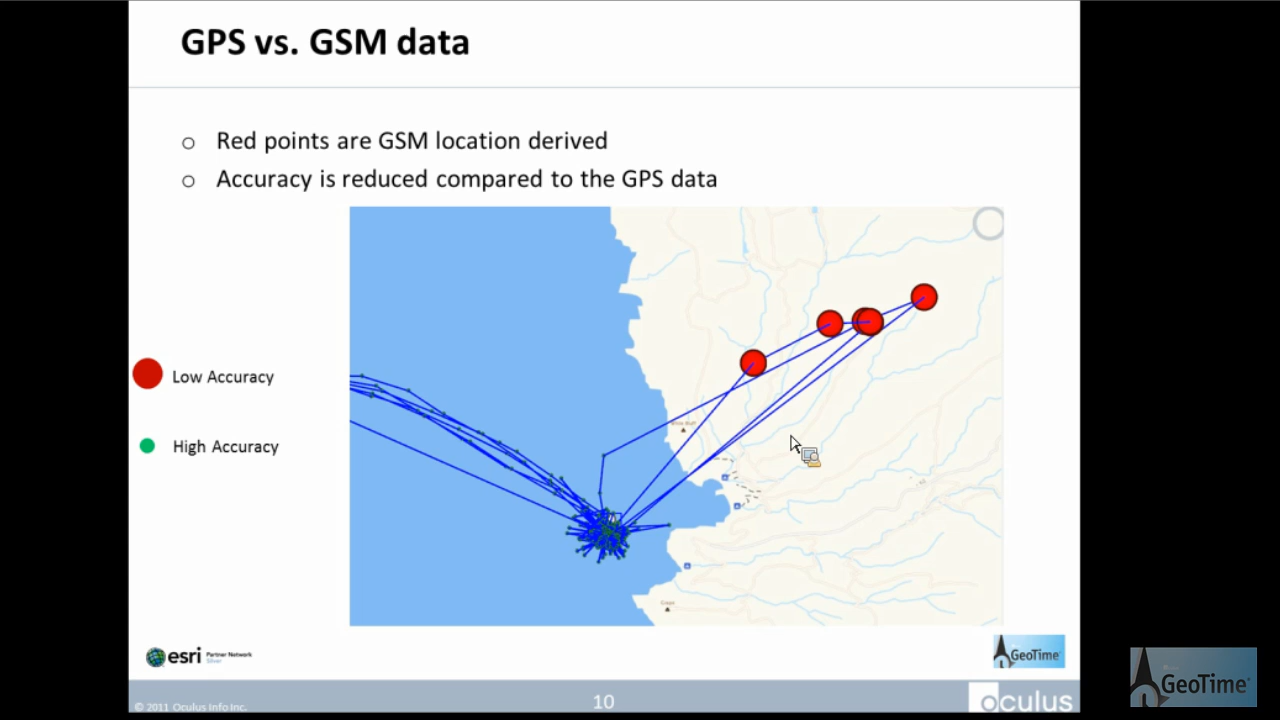 GPS vs. GSM data
Red points are GSM location derived
Accuracy is reduced compared to the GPS data
Low Accuracy
High Accuracy
esri Partner Network
Silver
GeoTime
© 2011 Oculus Info Inc.
10
oculus
GeoTime